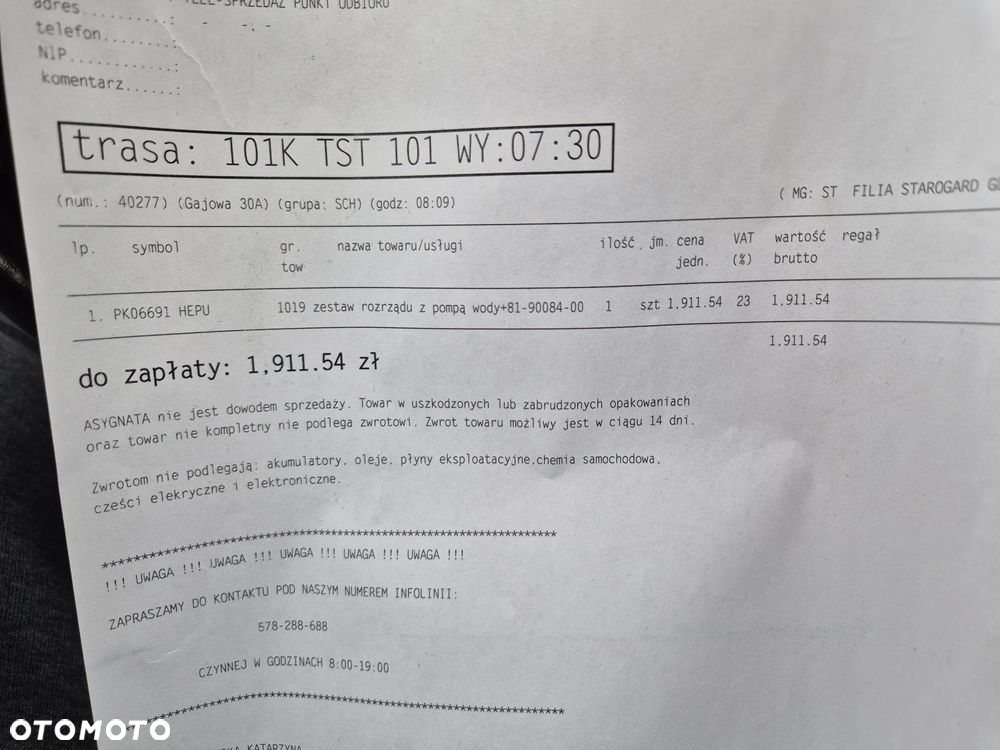 adres..........: TELE-SPRZEDAŻ PUNKT ODBIORU
telefon........: - -, -
NIP............:
komentarz......:
trasa: 101K TST 101 WY:07:30
(num.: 40277) (Gajowa 30A) (grupa: SCH) (godz: 08:09) ( MG: ST FILIA STAROGARD
lp. symbol gr. nazwa towaru/usługi ilość jm. cena VAT wartość regał
tow jedn. (%) brutto
1. PK06691 HEPU 1019 zestaw rozrządu z pompą wody+81-90084-00 1 szt 1,911.54 23 1,911.54
1,911.54
do zapłaty: 1,911.54 zł
ASYGNATA nie jest dowodem sprzedaży. Towar w uszkodzonych lub zabrudzonych opakowaniach
oraz towar nie kompletny nie podlega zwrotowi. Zwrot towaru możliwy jest w ciągu 14 dni.
Zwrotom nie podlegają: akumulatory, oleje, płyny eksploatacyjne,chemia samochodowa,
cześci elekryczne i elektroniczne.
!!! UWAGA !!! UWAGA !!! UWAGA !!! UWAGA !!! UWAGA !!!
ZAPRASZAMY DO KONTAKTU POD NASZYM NUMEREM INFOLINII:
578-288-688
CZYNNEJ W GODZINACH 8:00-19:00
KATARZYNA
OTOMOTO